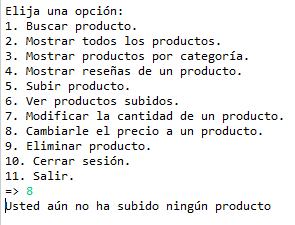 Elija una opción:
1. Buscar producto.
2. Mostrar todos los productos.
3. Mostrar productos por categoría.
4. Mostrar reseñas de un producto.
5. Subir producto.
6. Ver productos subidos.
7. Modificar la cantidad de un producto.
8. Cambiarle el precio a un producto.
9. Eliminar producto.
10. Cerrar sesión.
11. Salir.
=> 8
Usted aún no ha subido ningún producto